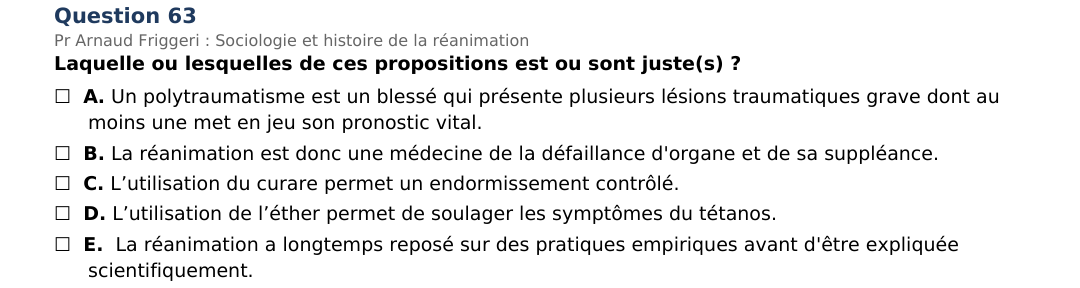 Question 63
Pr Arnaud Friggeri : Sociologie et histoire de la réanimation
Laquelle ou lesquelles de ces propositions est ou sont juste(s) ?
☐ A. Un polytraumatisme est un blessé qui présente plusieurs lésions traumatiques grave dont au
moins une met en jeu son pronostic vital.
☐ B. La réanimation est donc une médecine de la défaillance d'organe et de sa suppléance.
☐ C. L’utilisation du curare permet un endormissement contrôlé.
☐ D. L’utilisation de l’éther permet de soulager les symptômes du tétanos.
☐ E. La réanimation a longtemps reposé sur des pratiques empiriques avant d'être expliquée
scientifiquement.